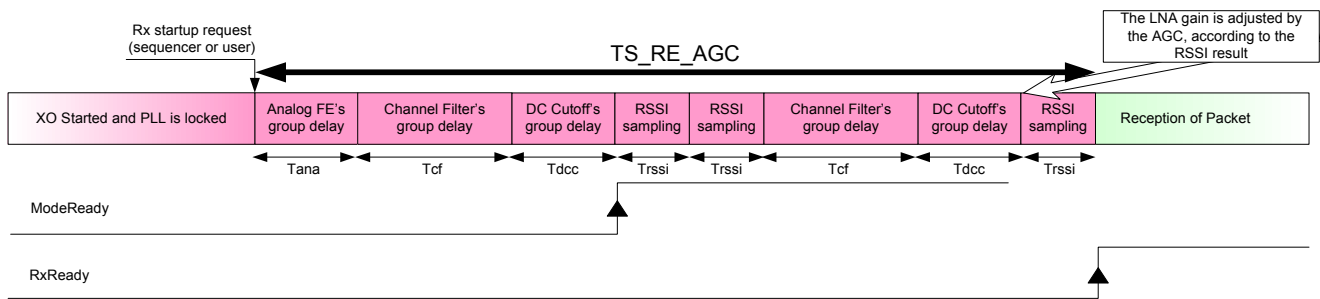 Rx startup request
(sequencer or user)
TS_RE_AGC
The LNA gain is adjusted by
the AGC, according to the
RSSI result
XO Started and PLL is locked
Analog FE's
group delay
Channel Filter's
group delay
DC Cutoff's
group delay
RSSI
sampling
RSSI
sampling
Channel Filter's
group delay
DC Cutoff's
group delay
RSSI
sampling
Reception of Packet
Tana
Tcf
Tdcc
Trssi
Trssi
Tcf
Tdcc
Trssi
ModeReady
RxReady